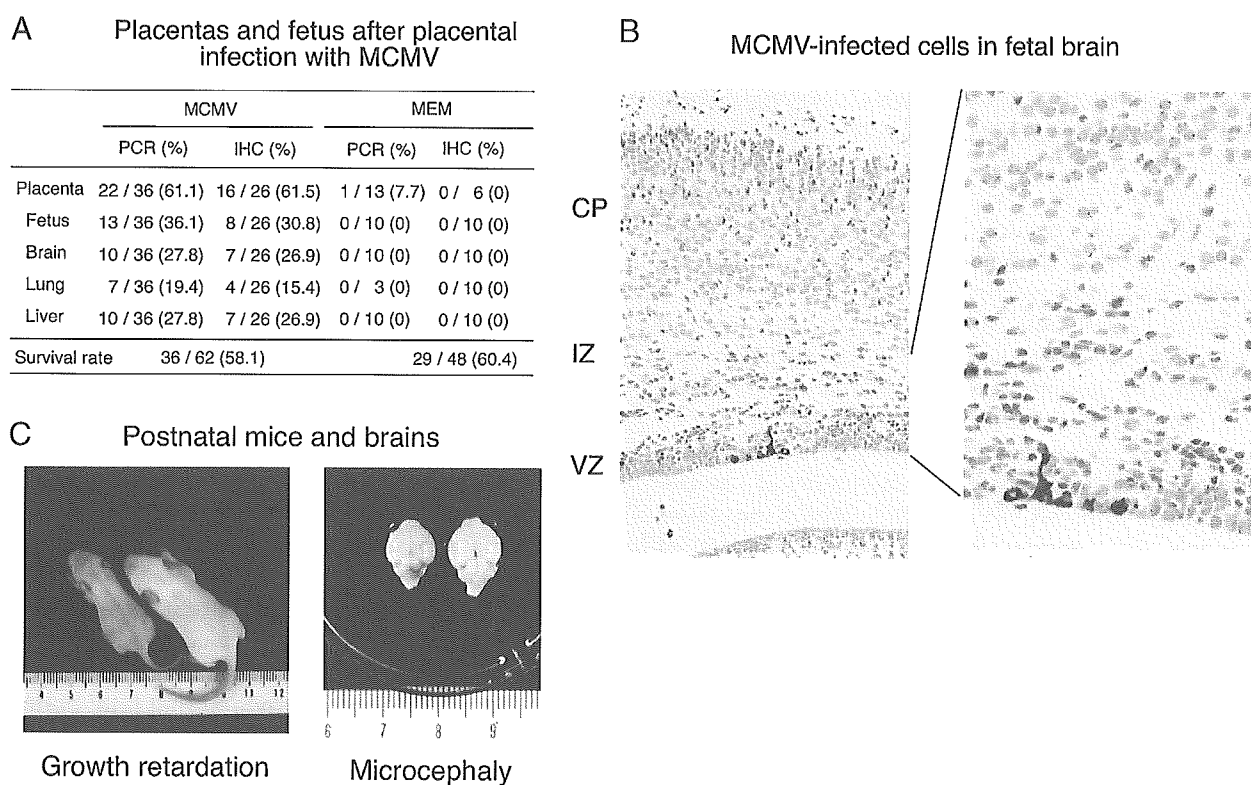 A
Placentas and fetus after placental
infection with MCMV
MCMV MEM
PCR (%) IHC (%) PCR (%) IHC (%)
Placenta 22 / 36 (61.1) 16 / 26 (61.5) 1 / 13 (7.7) 0 / 6 (0)
Fetus 13 / 36 (36.1) 8 / 26 (30.8) 0 / 10 (0) 0 / 10 (0)
Brain 10 / 36 (27.8) 7 / 26 (26.9) 0 / 10 (0) 0 / 10 (0)
Lung 7 / 36 (19.4) 4 / 26 (15.4) 0 / 3 (0) 0 / 10 (0)
Liver 10 / 36 (27.8) 7 / 26 (26.9) 0 / 10 (0) 0 / 10 (0)
Survival rate 36 / 62 (58.1) 29 / 48 (60.4)
B
MCMV-infected cells in fetal brain
CP
IZ
VZ
C
Postnatal mice and brains
4 5 6 7 8 9 11 12
6 7 8 9
Growth retardation
Microcephaly